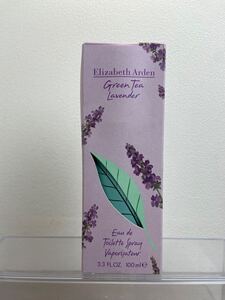 Elizabeth Arden
Green Tea
Lavender
Eau de
Toilette Spray
Vaporisateur
3.3 FL.OZ. 100 ml ℮